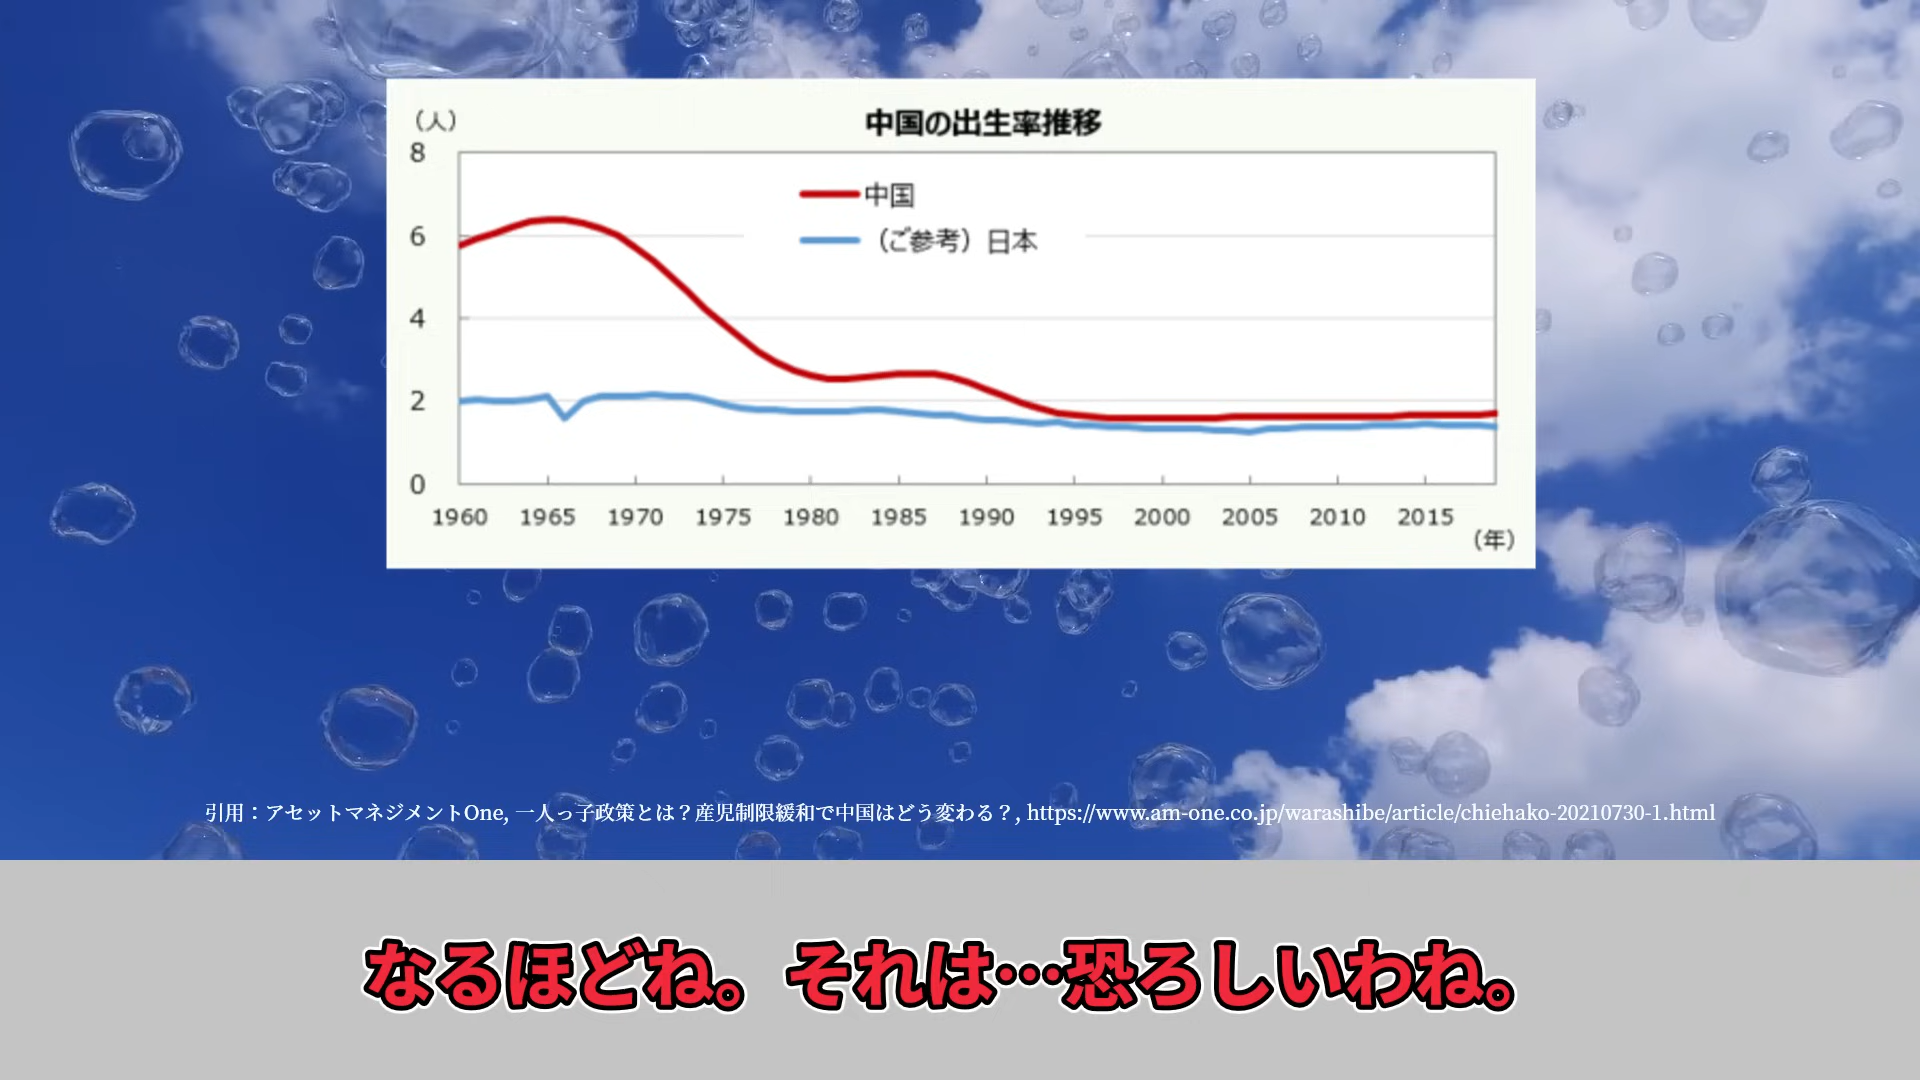 中国の出生率推移
（人）
8
6
4
2
0
中国
（ご参考）日本
1960 1965 1970 1975 1980 1985 1990 1995 2000 2005 2010 2015
（年）
引用：アセットマネジメントOne, 一人っ子政策とは？産児制限緩和で中国はどう変わる？, https://www.am-one.co.jp/warashibe/article/chiehako-20210730-1.html
なるほどね。それは…恐ろしいわね。